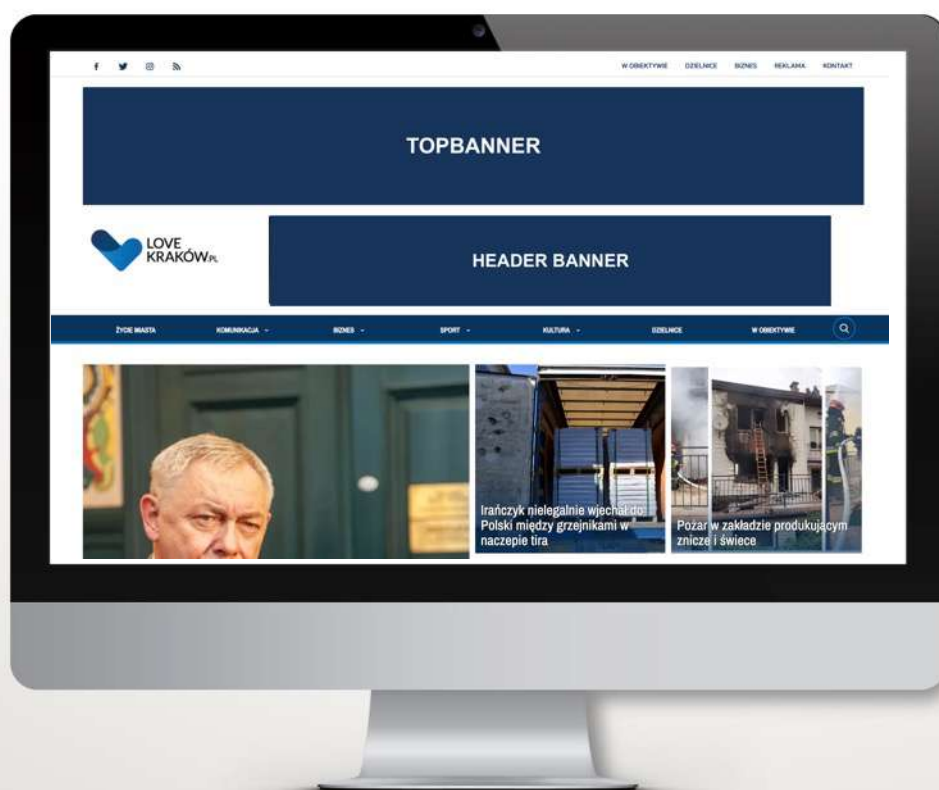 W OBIEKTYWIE DZIELNICE BIZNES REKLAMA KONTAKT
TOPBANNER
LOVE
KRAKÓW.PL
HEADER BANNER
ŻYCIE MIASTA KOMUNIKACJA BIZNES SPORT KULTURA DZIELNICE W OBIEKTYWIE
Irańczyk nielegalnie wjechał do
Polski między grzejnikami w
naczepie tira
Pożar w zakładzie produkującym
znicze i świece